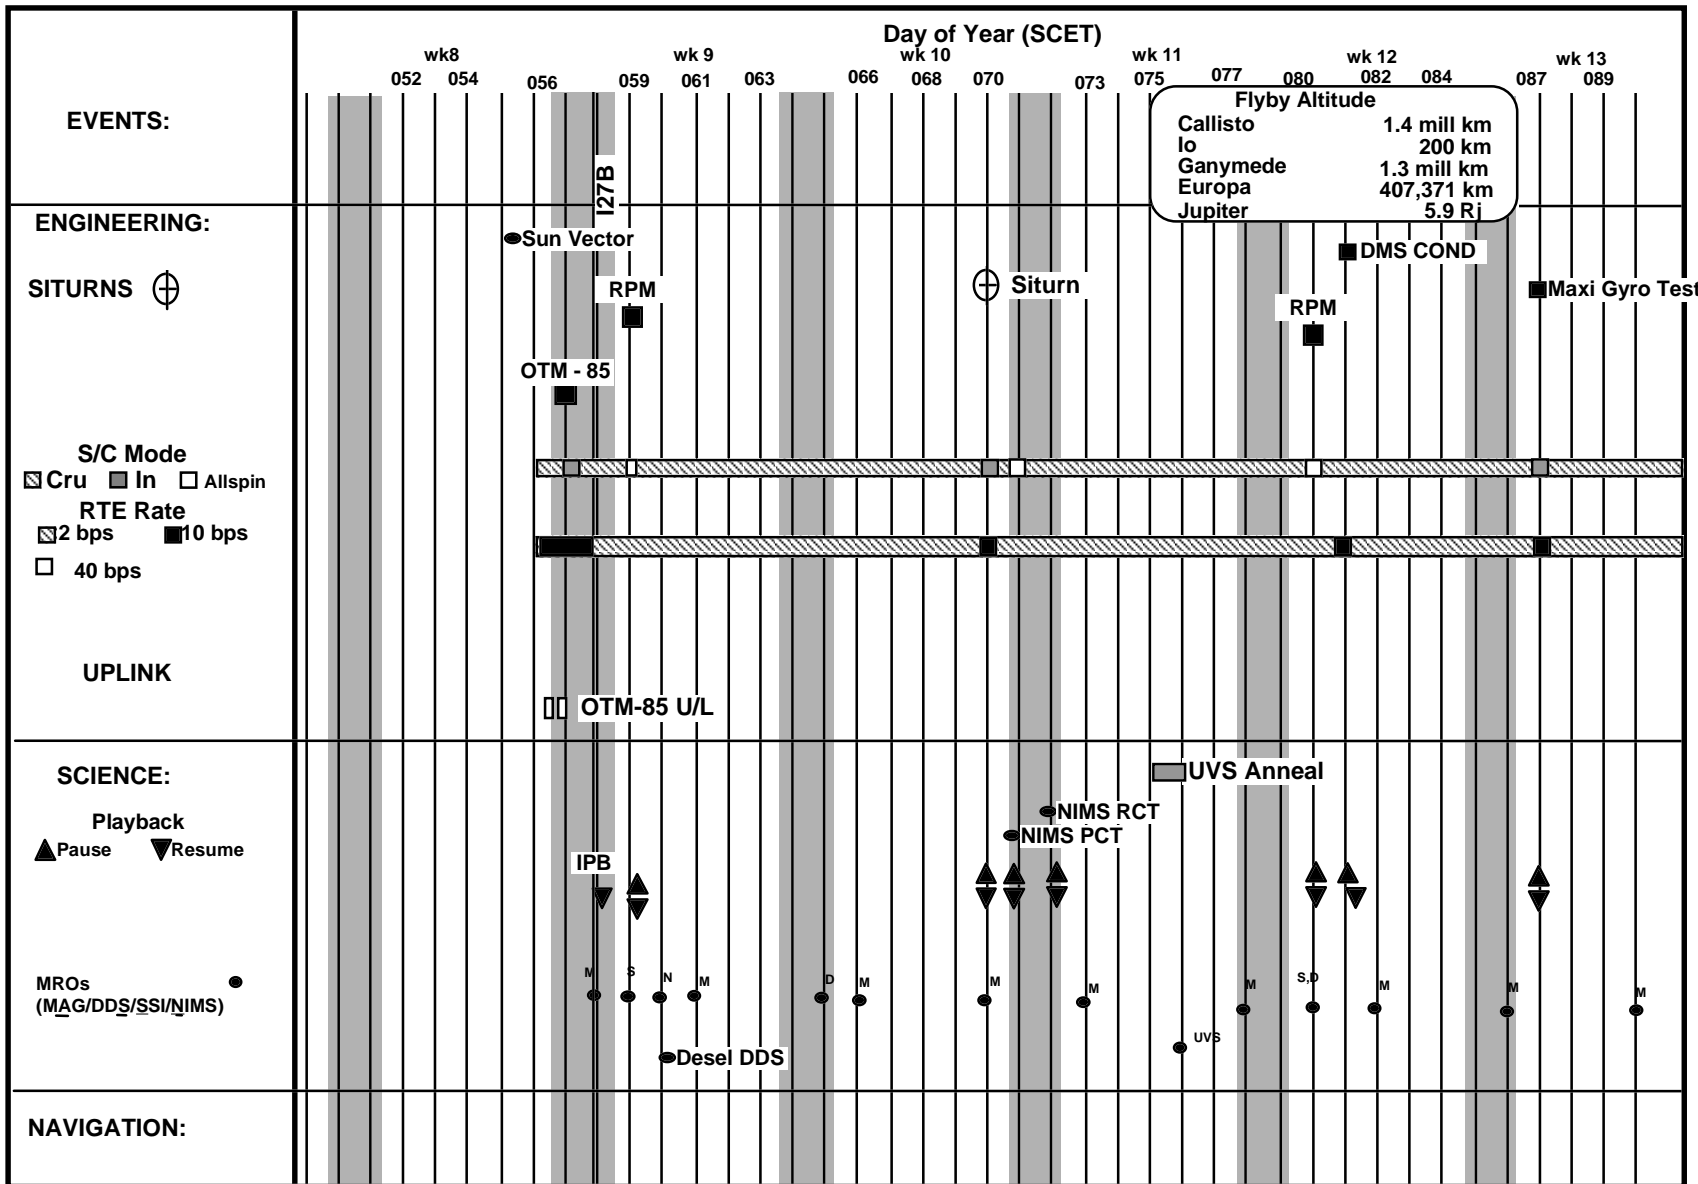 Day of Year (SCET)
wk8 wk 9 wk 10 wk 11 wk 12 wk 13
052 054 056 059 061 063 066 068 070 073 075 077 080 082 084 087 089
EVENTS:
Flyby Altitude
Callisto 1.4 mill km
Io 200 km
Ganymede 1.3 mill km
Europa 407,371 km
Jupiter 5.9 Rj
I27B
ENGINEERING:
Sun Vector
DMS COND
SITURNS
RPM
Siturn
Maxi Gyro Test
RPM
OTM - 85
S/C Mode
Cru In Allspin
RTE Rate
2 bps 10 bps
40 bps
UPLINK
OTM-85 U/L
SCIENCE:
UVS Anneal
NIMS RCT
Playback
NIMS PCT
Pause Resume
IPB
MROs
(MAG/DDS/SSI/NIMS)
M S N M D M M M M S,D M M M
UVS
Desel DDS
NAVIGATION: